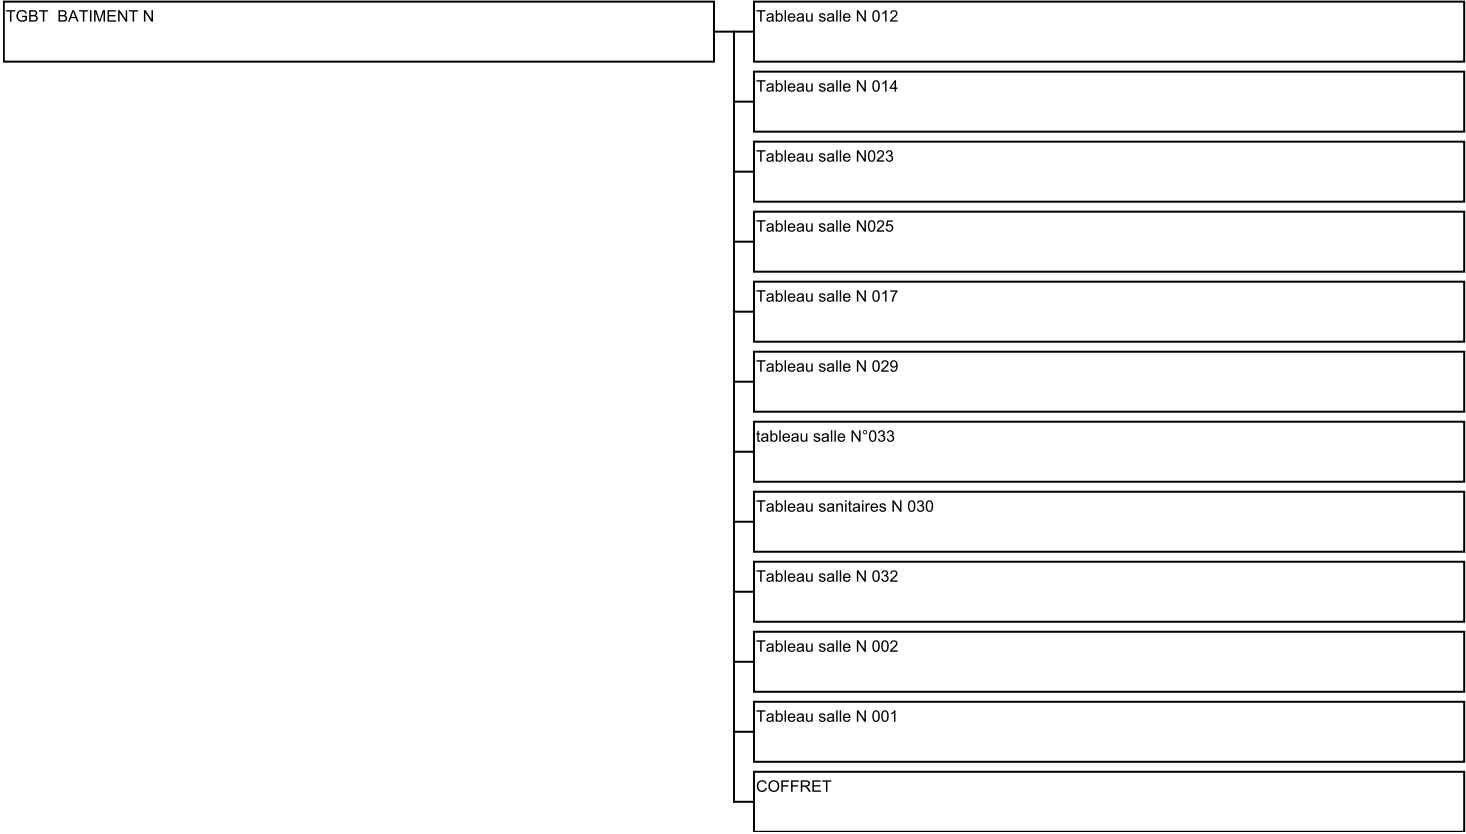 TGBT  BATIMENT N
Tableau salle N 012
Tableau salle N 014
Tableau salle N023
Tableau salle N025
Tableau salle N 017
Tableau salle N 029
tableau salle N°033
Tableau sanitaires N 030
Tableau salle N 032
Tableau salle N 002
Tableau salle N 001
COFFRET